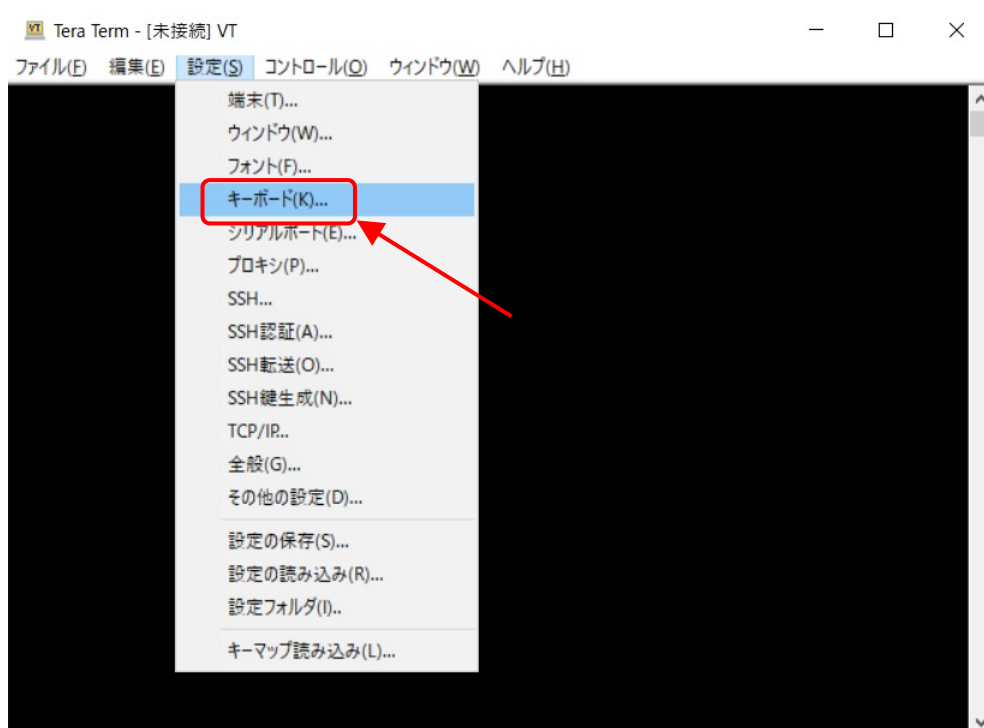 Tera Term - [未接続] VT
ファイル(F) 編集(E) 設定(S) コントロール(O) ウィンドウ(W) ヘルプ(H)
端末(T)...
ウィンドウ(W)...
フォント(F)...
キーボード(K)...
シリアルポート(E)...
プロキシ(P)...
SSH...
SSH認証(A)...
SSH転送(O)...
SSH鍵生成(N)...
TCP/IP...
全般(G)...
その他の設定(D)...
設定の保存(S)...
設定の読み込み(R)...
設定フォルダ(I)..
キーマップ読み込み(L)...